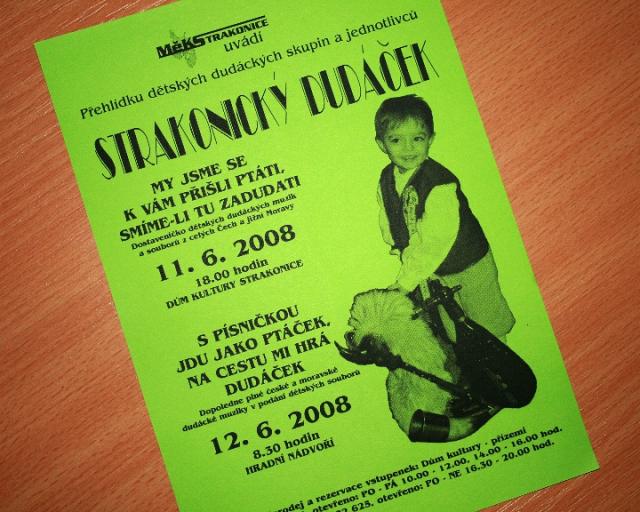 MěKSTRAKONICE
uvádí
Přehlídku dětských dudáckých skupin a jednotlivců
STRAKONICKÝ DUDÁČEK
MY JSME SE
K VÁM PŘIŠLI PTÁTI,
SMÍME-LI TU ZADUDATI
Dostaveníčko dětských dudáckých muzik
a souborů z celých Čech a jižní Moravy
11. 6. 2008
18.00 hodin
DŮM KULTURY STRAKONICE
S PÍSNIČKOU
JDU JAKO PTÁČEK,
NA CESTU MI HRÁ
DUDÁČEK
Dopoledne plné české a moravské
dudácké muziky v podání dětských souborů
12. 6. 2008
8.30 hodin
HRADNÍ NÁDVOŘÍ
a rezervace vstupenek: Dům kultury - přízemí
otevřeno: PO - PÁ 10.00 - 12.00, 14.00 - 16.00 hod.
625, otevřeno: PO - NE 16.30 - 20.00 hod.